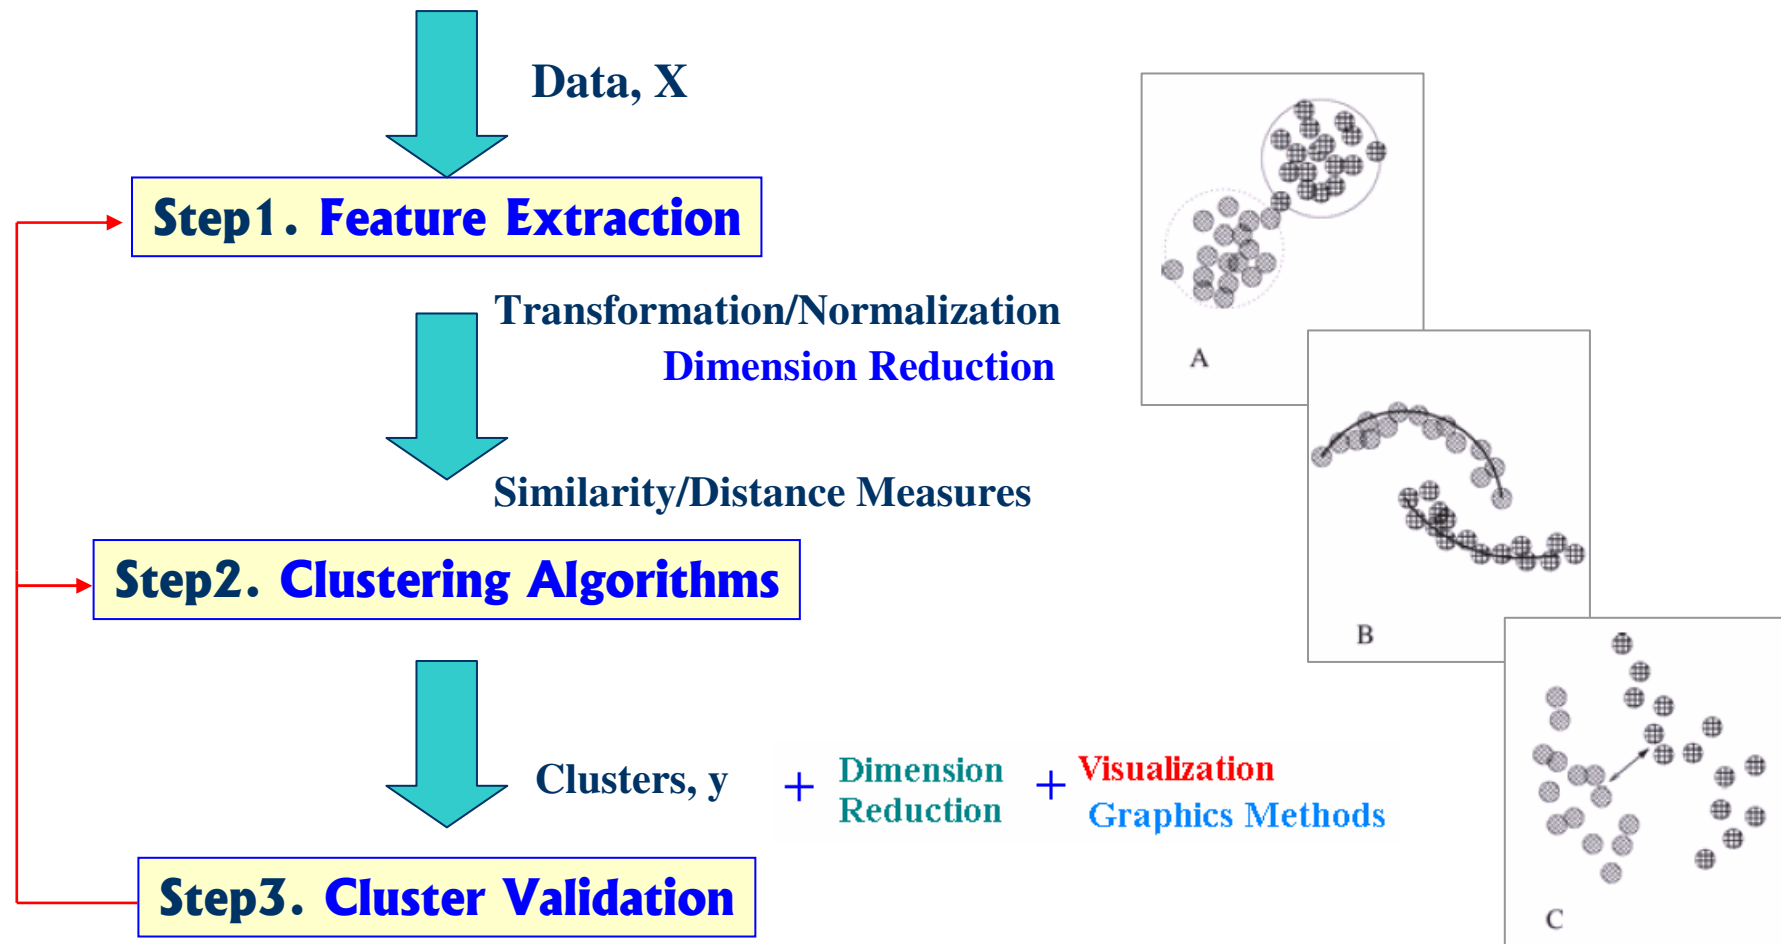 Data, X
Step1. Feature Extraction
Transformation/Normalization
Dimension Reduction
Similarity/Distance Measures
Step2. Clustering Algorithms
Clusters, y + Dimension Reduction + Visualization
Graphics Methods
Step3. Cluster Validation
A
B
C